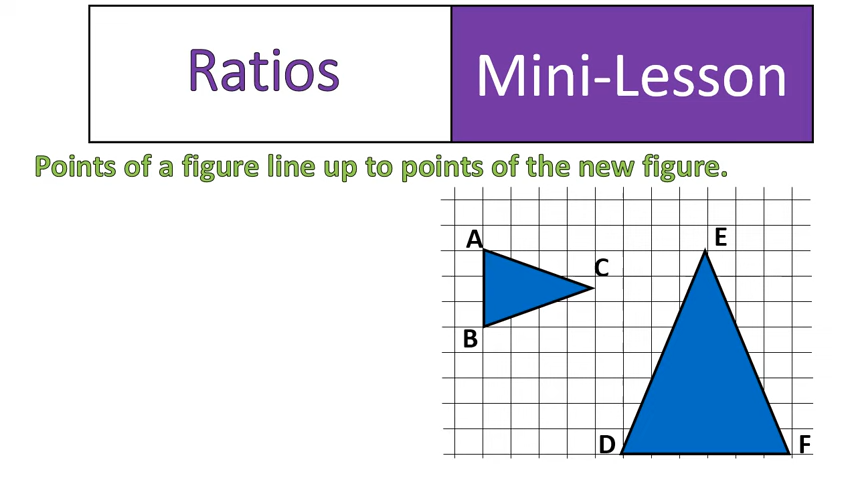 Ratios
Mini-Lesson
Points of a figure line up to points of the new figure.
A
E
C
B
D
F